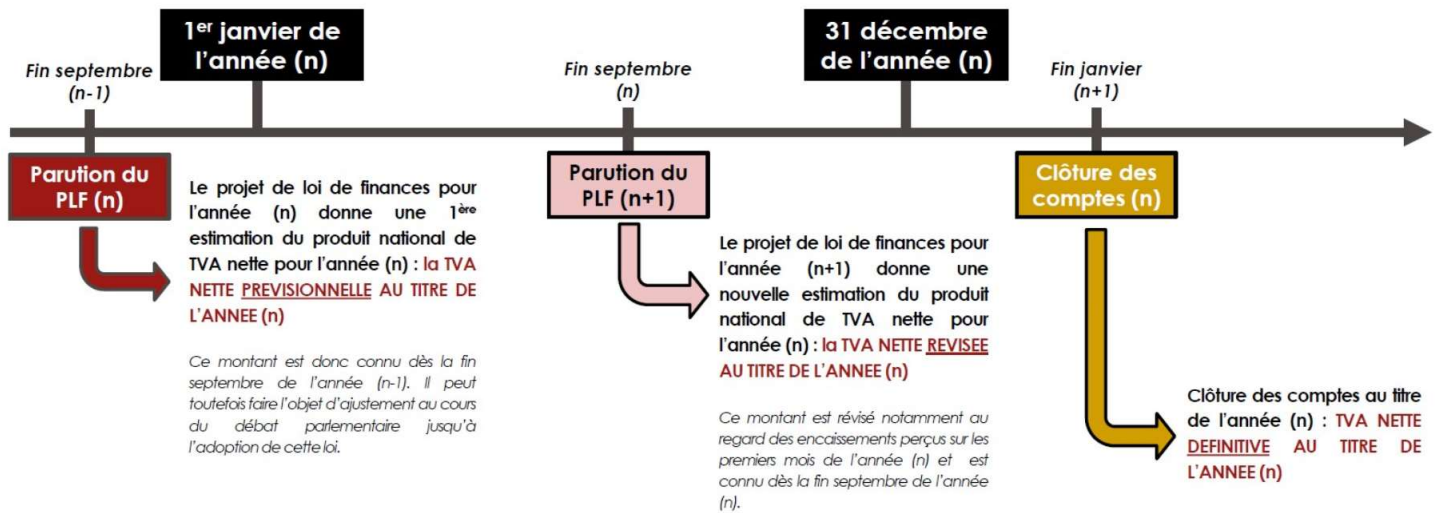 1er janvier de
l'année (n)
31 décembre
de l'année (n)
Fin septembre
(n-1)
Fin septembre
(n)
Fin janvier
(n+1)
Parution du
PLF (n)
Le projet de loi de finances pour
l'année (n) donne une 1ère
estimation du produit national de
TVA nette pour l'année (n) : la TVA
NETTE PREVISIONNELLE AU TITRE DE
L'ANNEE (n)
Ce montant est donc connu dès la fin
septembre de l'année (n-1). Il peut
toutefois faire l'objet d'ajustement au cours
du débat parlementaire jusqu'à
l'adoption de cette loi.
Parution du
PLF (n+1)
Le projet de loi de finances pour
l'année (n+1) donne une
nouvelle estimation du produit
national de TVA nette pour
l'année (n) : la TVA NETTE REVISEE
AU TITRE DE L'ANNEE (n)
Ce montant est révisé notamment au
regard des encaissements perçus sur les
premiers mois de l'année (n) et est
connu dès la fin septembre de l'année
(n).
Clôture des
comptes (n)
Clôture des comptes au titre
de l'année (n) : TVA NETTE
DEFINITIVE AU TITRE DE
L'ANNEE (n)